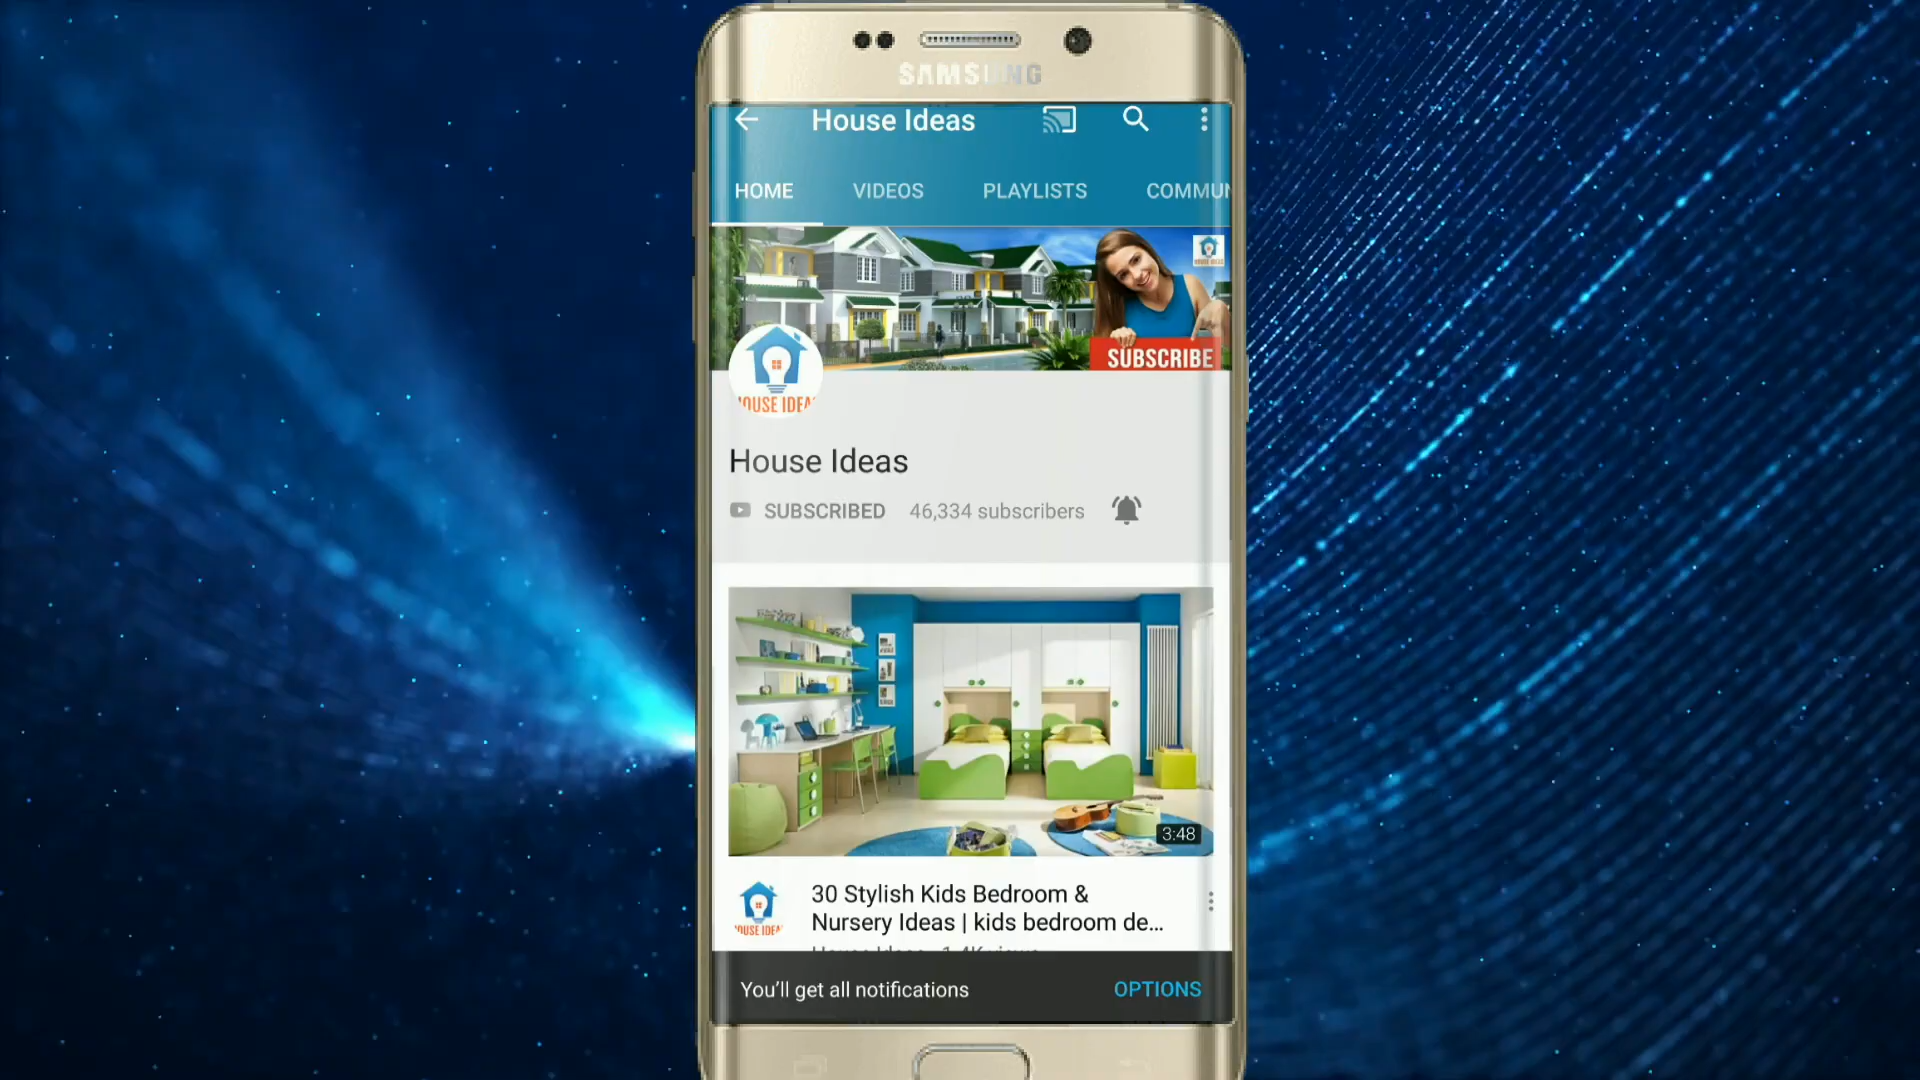 SAMSUNG
House Ideas
HOME VIDEOS PLAYLISTS COMMUN
SUBSCRIBE
House Ideas
SUBSCRIBED 46,334 subscribers
3:48
30 Stylish Kids Bedroom &
Nursery Ideas | kids bedroom de...
You'll get all notifications OPTIONS